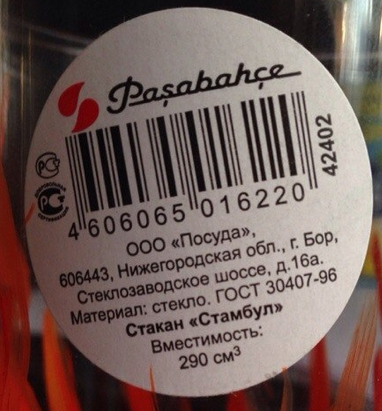 Paşabahçe
42402
4 606065 016220
ООО «Посуда»,
606443, Нижегородская обл., г. Бор,
Стеклозаводское шоссе, д.16а.
Материал: стекло. ГОСТ 30407-96
Стакан «Стамбул»
Вместимость:
290 см³